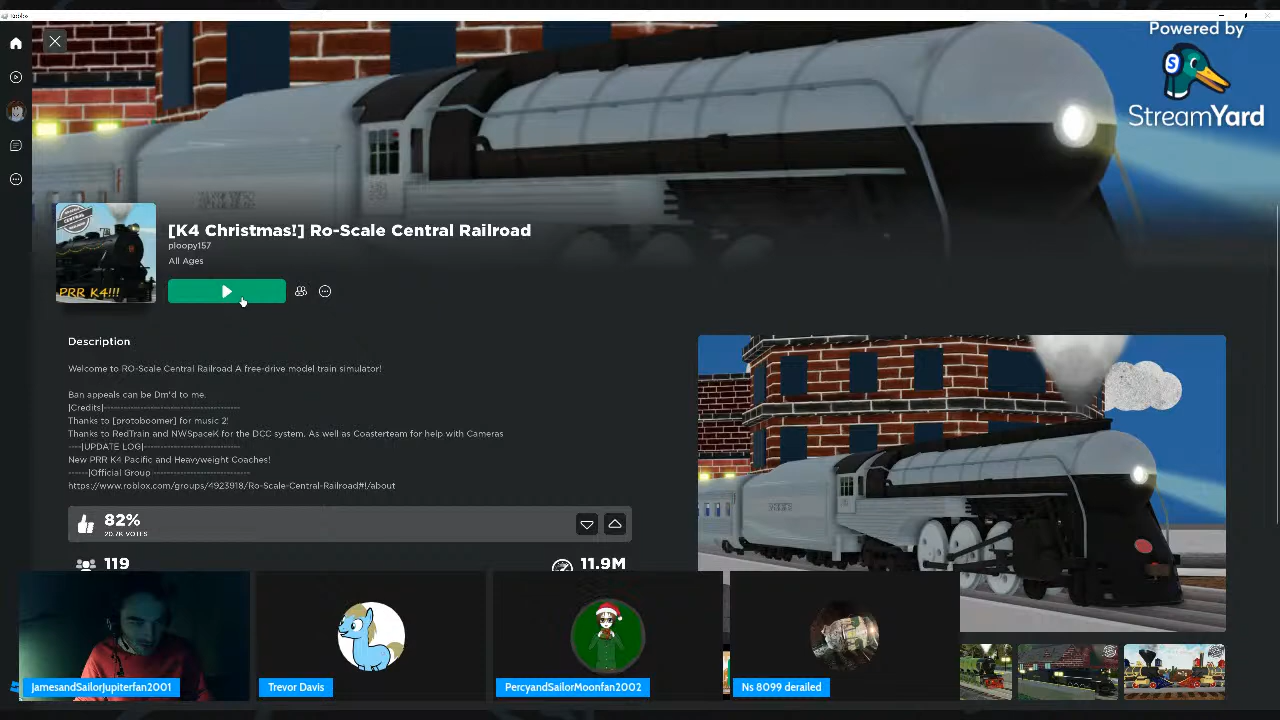 Roblox
Powered by
StreamYard
[K4 Christmas!] Ro-Scale Central Railroad
ploopy157
All Ages
PRR K4!!!
Description
Welcome to RO-Scale Central Railroad A free-drive model train simulator!
Ban appeals can be Dm'd to me.
|Credits|----------------------------------------
Thanks to [protoboomer] for music 2!
Thanks to RedTrain and NWSpaceK for the DCC system. As well as Coasterteam for help with Cameras
----|UPDATE LOG|----------------------------
New PRR K4 Pacific and Heavyweight Coaches!
------|Official Group ----------------------------
https://www.roblox.com/groups/4923918/Ro-Scale-Central-Railroad#!/about
82%
20.7K VOTES
119
11.9M
JamesandSailorJupiterfan2001
Trevor Davis
PercyandSailorMoonfan2002
Ns 8099 derailed